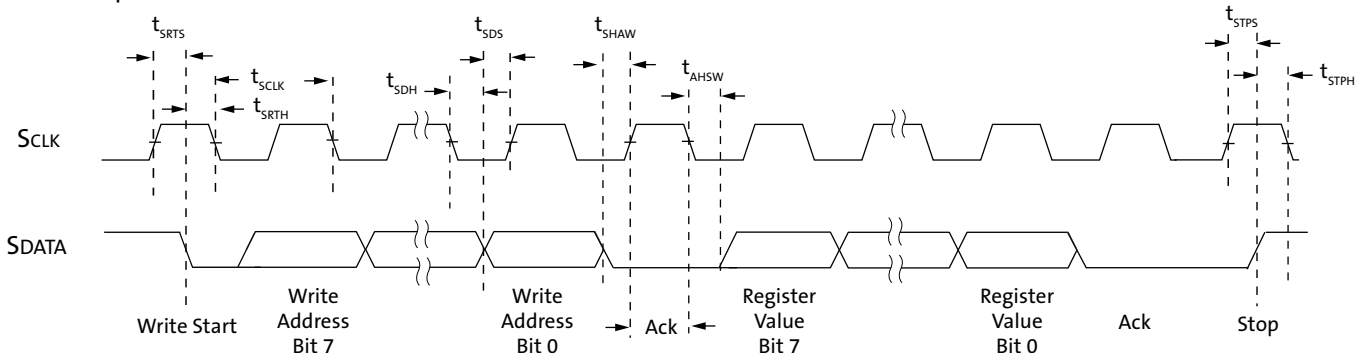 tSRTS
tSDS
tSHAW
tSTPS
tSCLK
tSDH
tAHSW
tSTPH
tSRTH
SCLK
SDATA
Write Start
Write
Address
Bit 7
Write
Address
Bit 0
Ack
Register
Value
Bit 7
Register
Value
Bit 0
Ack
Stop